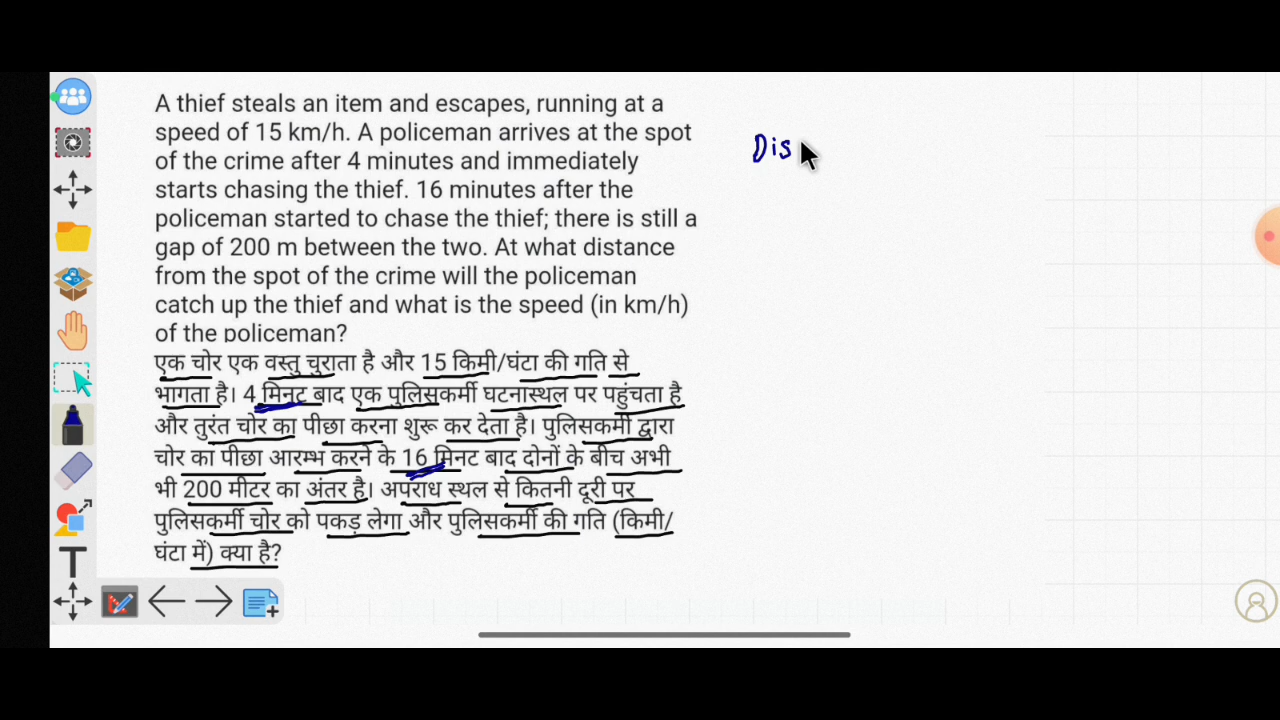 A thief steals an item and escapes, running at a
speed of 15 km/h. A policeman arrives at the spot
of the crime after 4 minutes and immediately
starts chasing the thief. 16 minutes after the
policeman started to chase the thief; there is still a
gap of 200 m between the two. At what distance
from the spot of the crime will the policeman
catch up the thief and what is the speed (in km/h)
of the policeman?
एक चोर एक वस्तु चुराता है और 15 किमी/घंटा की गति से
भागता है। 4 मिनट बाद एक पुलिसकर्मी घटनास्थल पर पहुंचता है
और तुरंत चोर का पीछा करना शुरू कर देता है। पुलिसकर्मी द्वारा
चोर का पीछा आरम्भ करने के 16 मिनट बाद दोनों के बीच अभी
भी 200 मीटर का अंतर है। अपराध स्थल से कितनी दूरी पर
पुलिसकर्मी चोर को पकड़ लेगा और पुलिसकर्मी की गति (किमी/
घंटा में) क्या है?
Dis
T